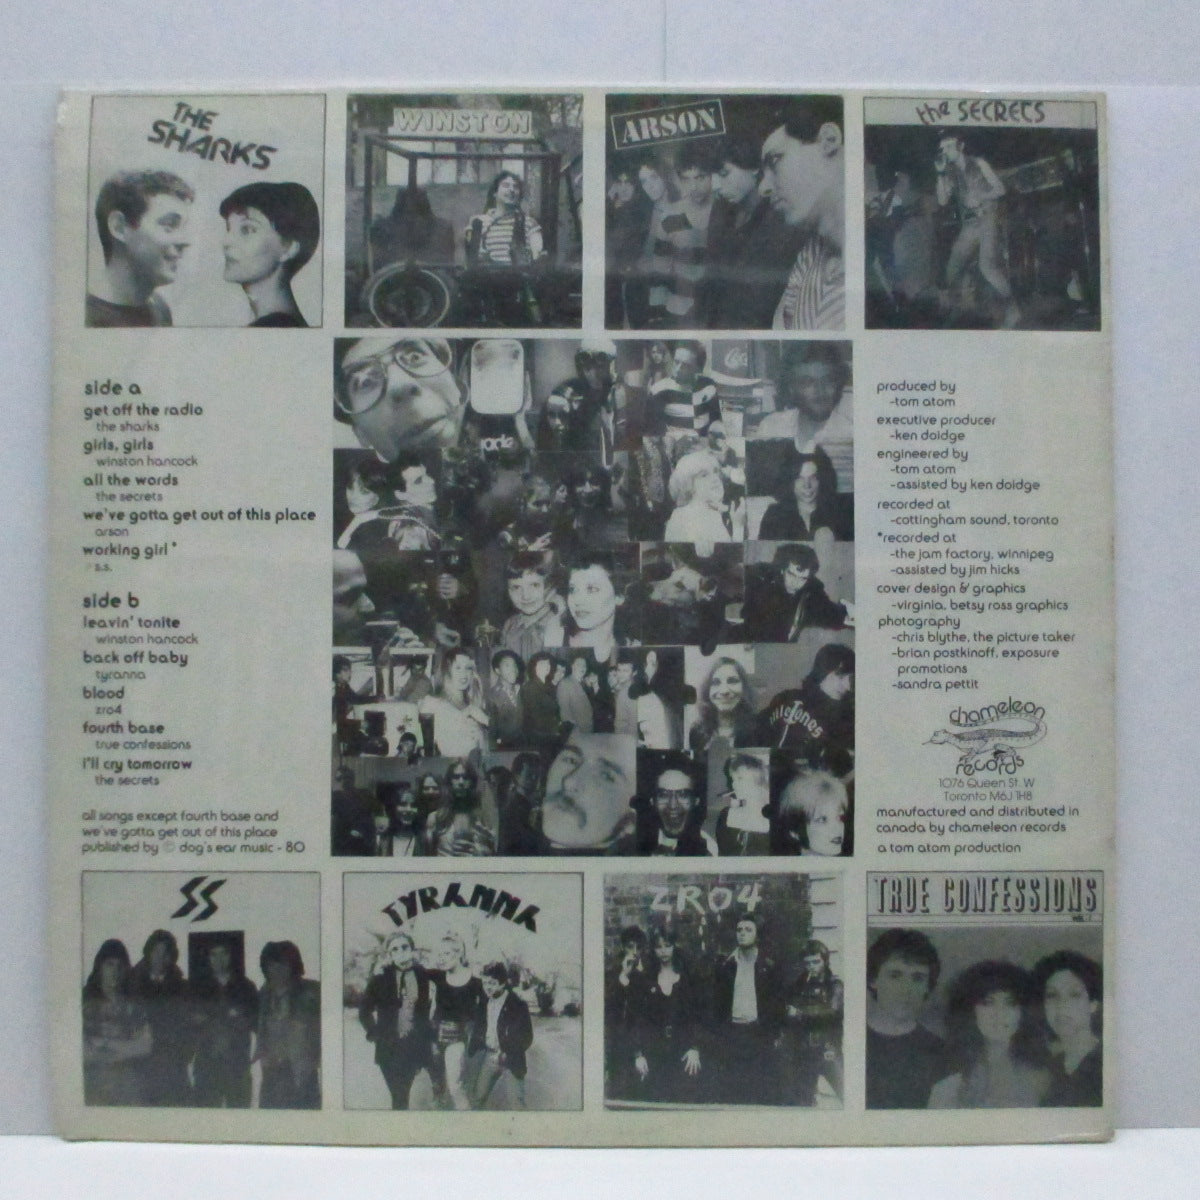 THE
SHARKS
WINSTON
ARSON
the SECRETS
side a
get off the radio
the sharks
girls, girls
winston hancock
all the words
the secrets
we've gotta get out of this place
arson
working girl *
s.s.
side b
leavin' tonite
winston hancock
back off baby
tyranna
blood
zro4
fourth base
true confessions
i'll cry tomorrow
the secrets
all songs except fourth base and
we've gotta get out of this place
published by © dog's ear music - 80
produced by
-tom atom
executive producer
-ken doidge
engineered by
-tom atom
-assisted by ken doidge
recorded at
-cottingham sound, toronto
*recorded at
-the jam factory, winnipeg
-assisted by jim hicks
cover design & graphics
-virginia, betsy ross graphics
photography
-chris blythe, the picture taker
-brian postkinoff, exposure
promotions
-sandra pettit
chameleon
records
1076 Queen St. W
Toronto M6J 1H8
manufactured and distributed in
canada by chameleon records
a tom atom production
SS
TYRANNA
ZRO4
TRUE CONFESSIONS